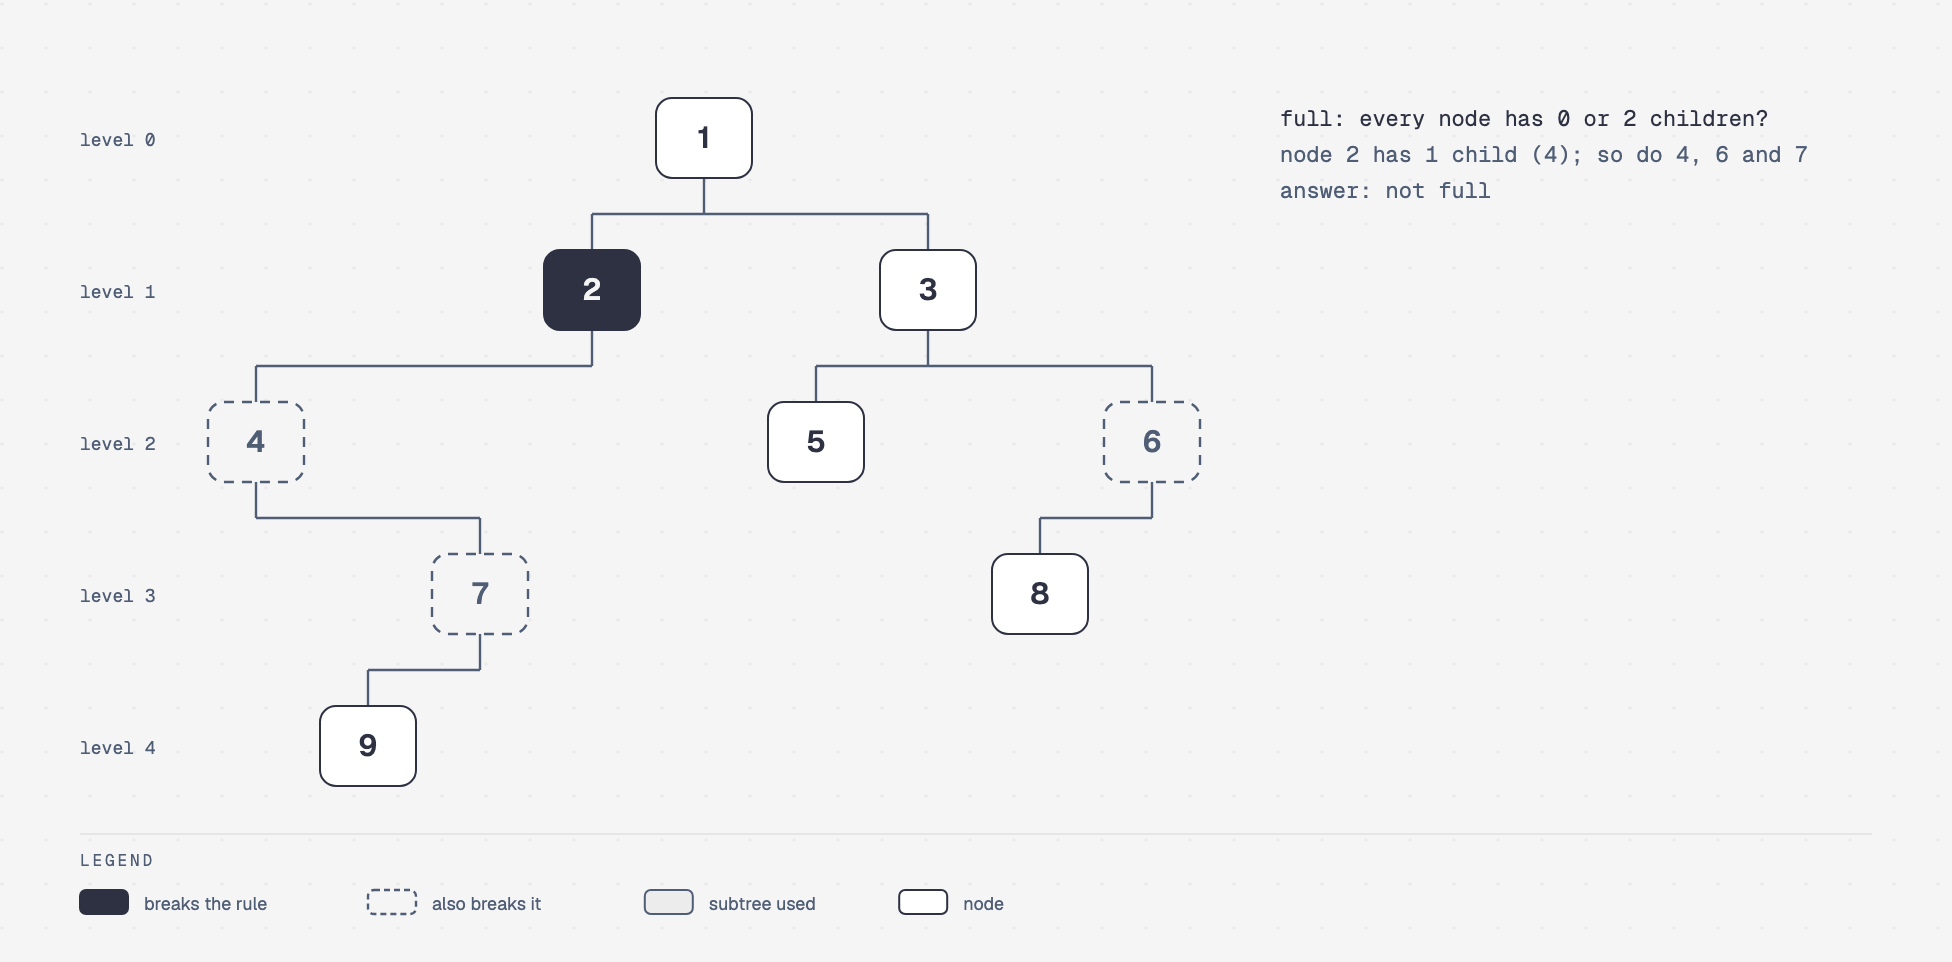 full: every node has 0 or 2 children?
node 2 has 1 child (4); so do 4, 6 and 7
answer: not full
level 0
1
level 1
2
3
level 2
4
5
6
level 3
7
8
level 4
9
LEGEND
breaks the rule
also breaks it
subtree used
node